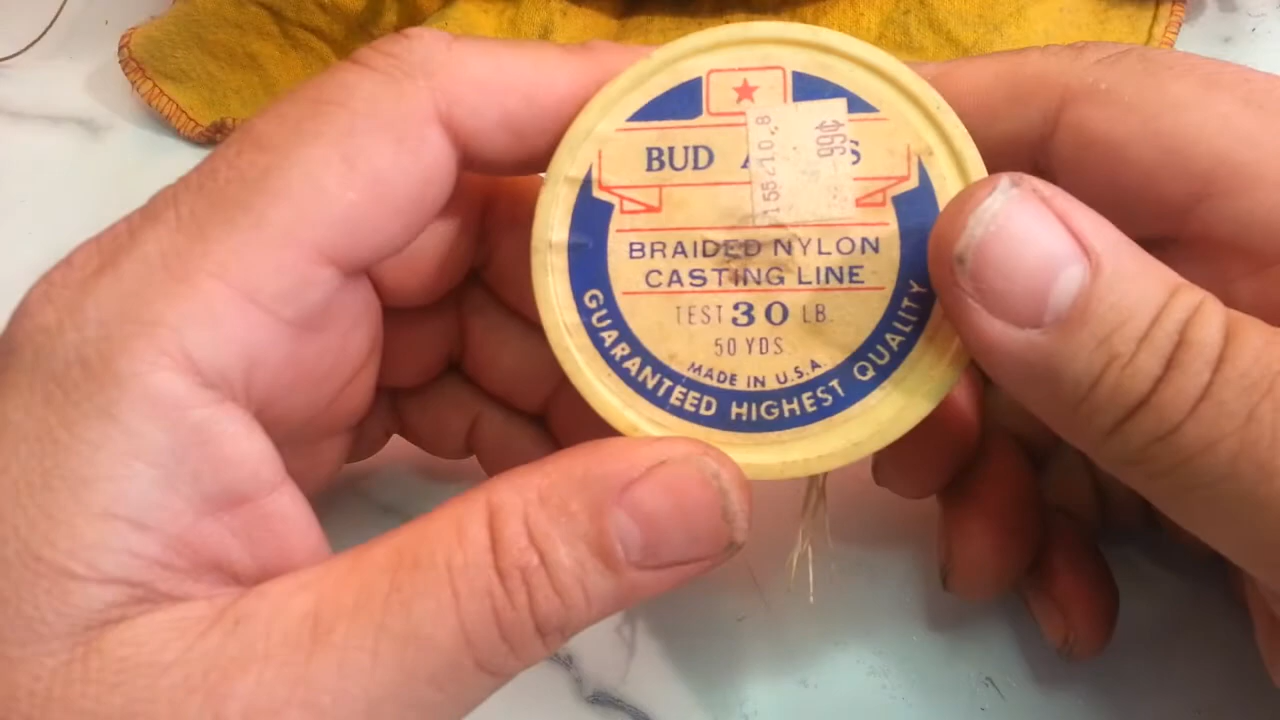 BUD
BRAIDED NYLON
CASTING LINE
TEST 30 LB.
50 YDS.
MADE IN U.S.A.
GUARANTEED HIGHEST QUALITY
99¢